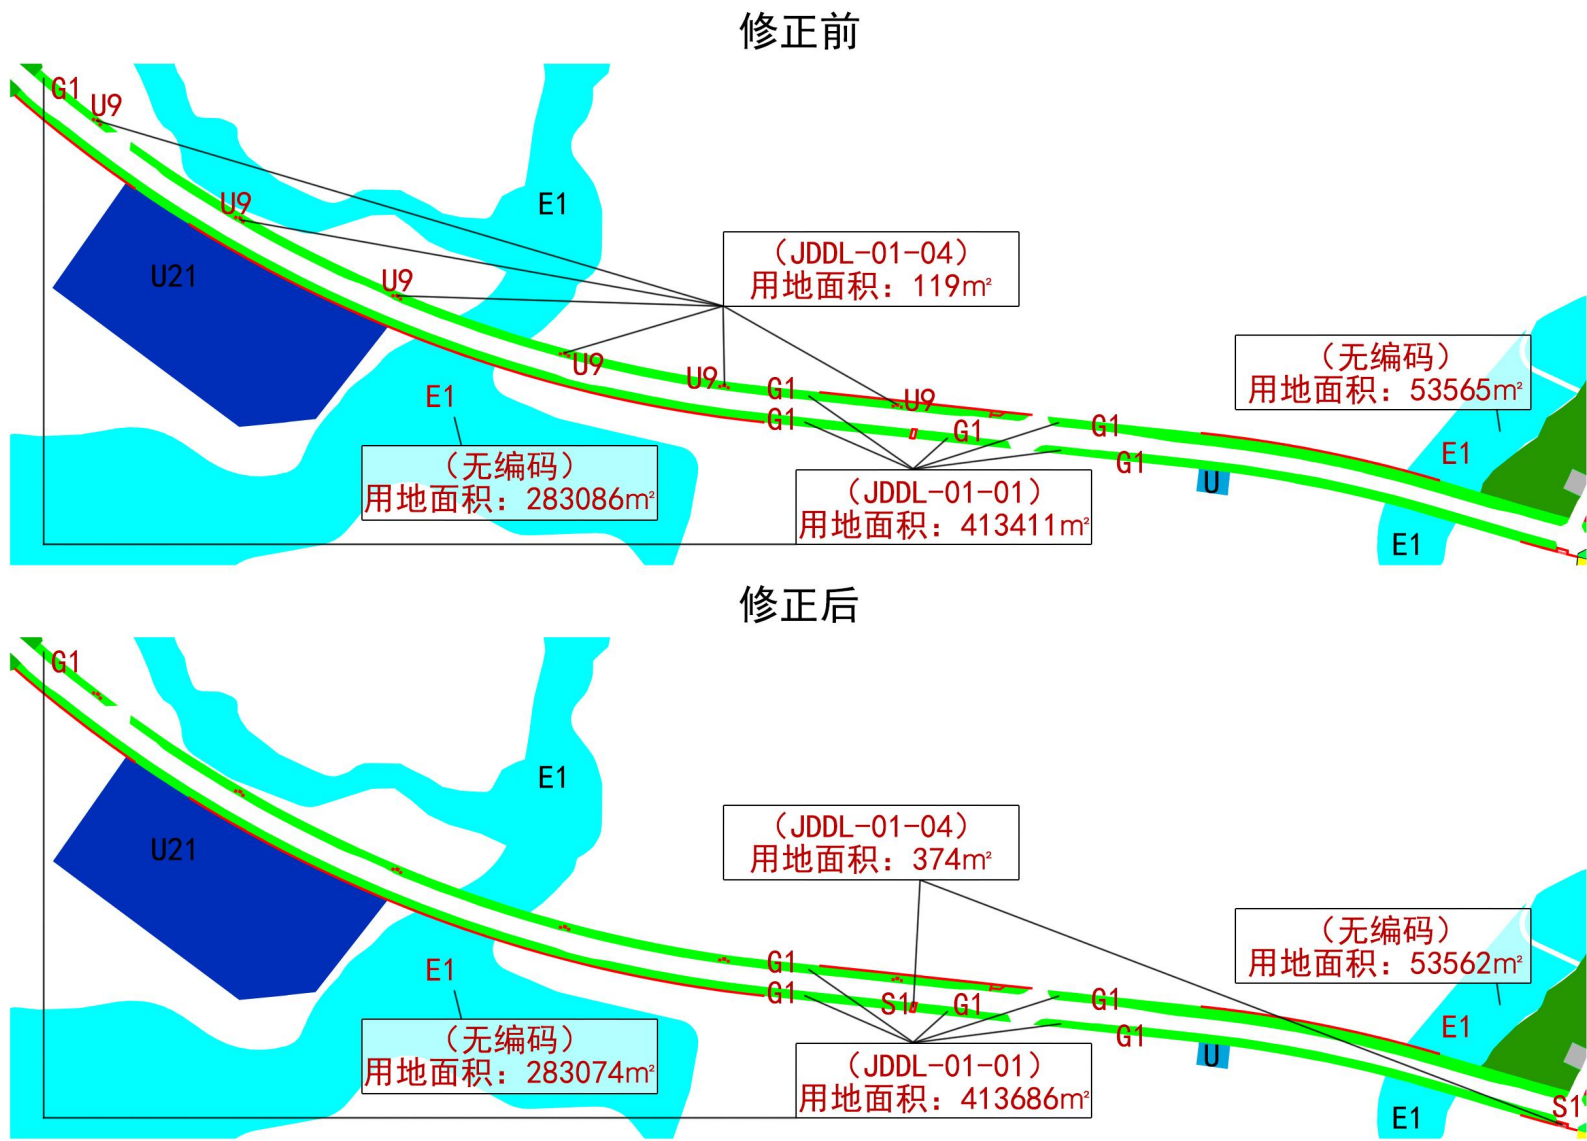 修正前
G1
U9
U9
E1
U21
U9
（JDDL-01-04）
用地面积：119㎡
U9
U9
G1
U9
（无编码）
用地面积：53565㎡
E1
G1
G1
G1
G1
E1
（无编码）
用地面积：283086㎡
U
（JDDL-01-01）
用地面积：413411㎡
E1
修正后
G1
E1
U21
（JDDL-01-04）
用地面积：374㎡
（无编码）
用地面积：53562㎡
E1
G1
G1
S1
G1
G1
G1
E1
（无编码）
用地面积：283074㎡
U
（JDDL-01-01）
用地面积：413686㎡
E1
S1